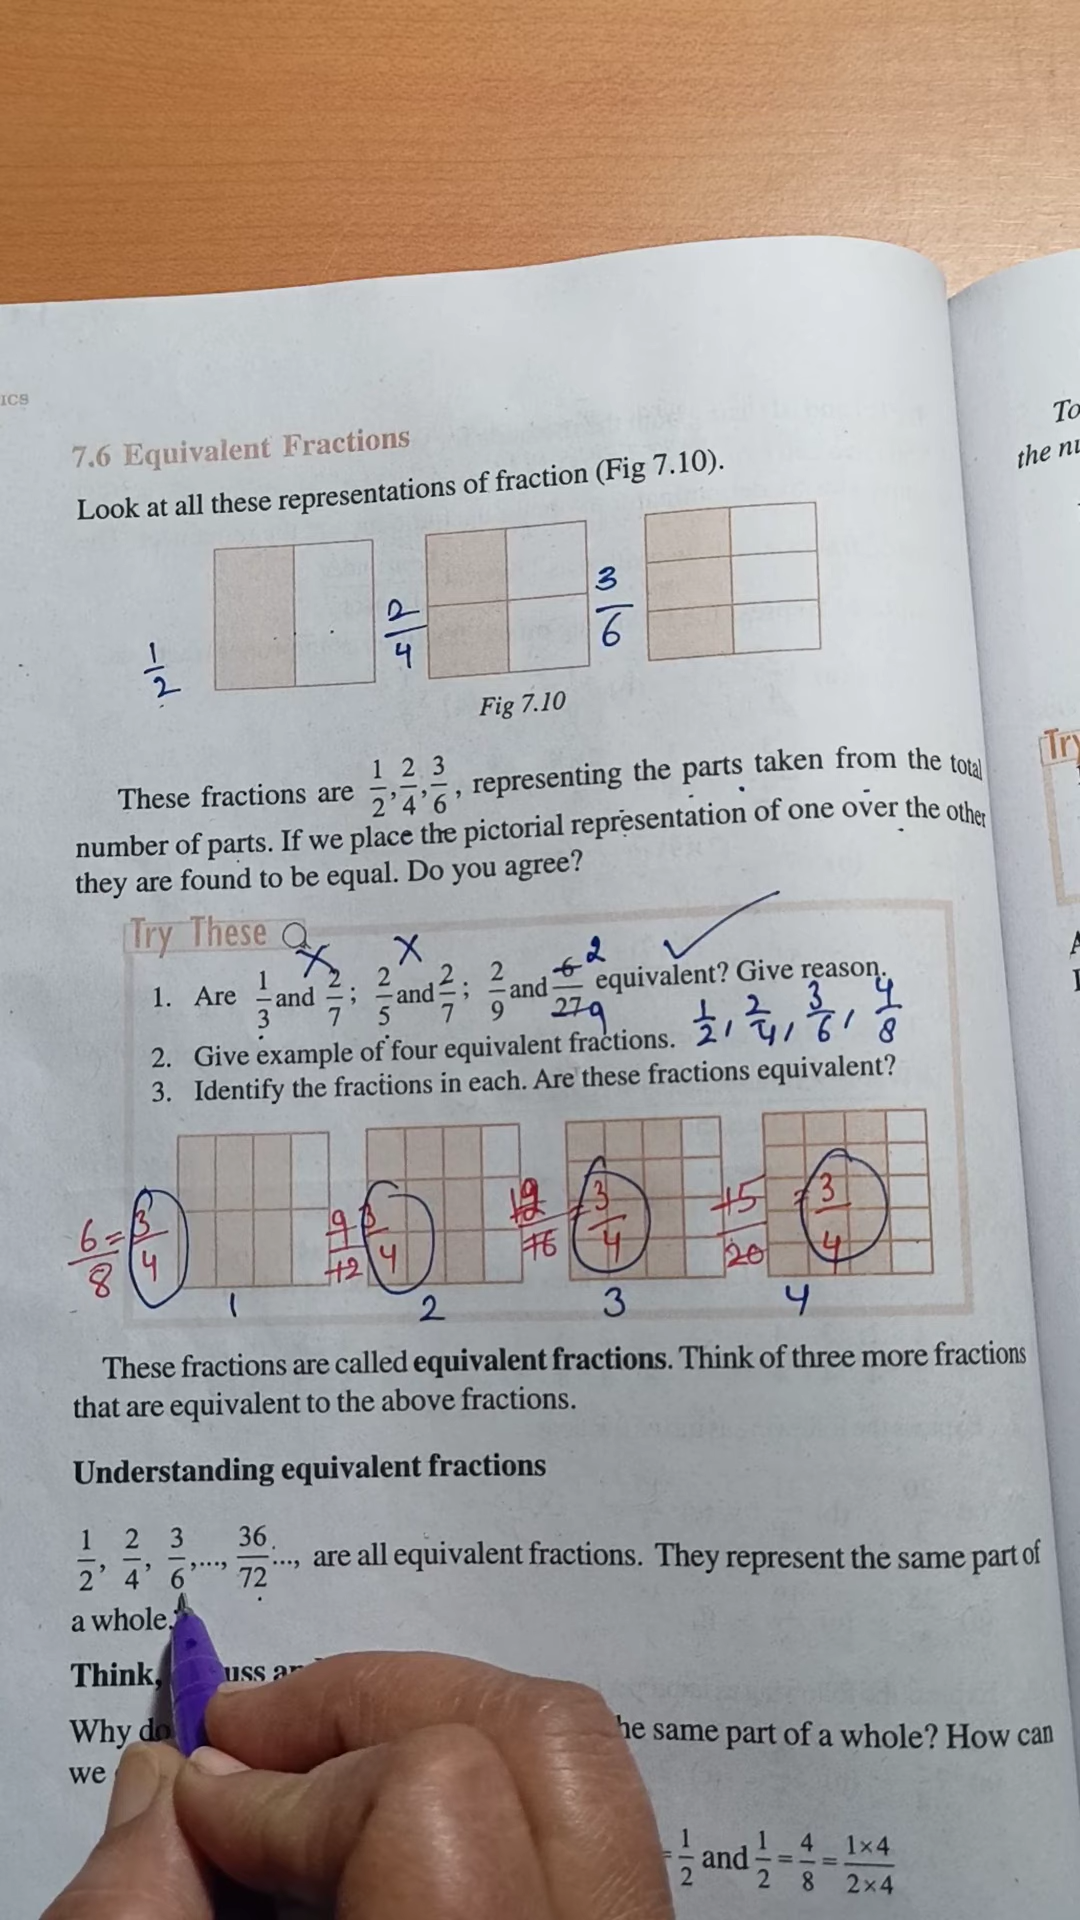 ICS
7.6 Equivalent Fractions
Look at all these representations of fraction (Fig 7.10).
1/2 2/4 3/6
Fig 7.10
These fractions are 1/2, 2/4, 3/6, representing the parts taken from the total
number of parts. If we place the pictorial representation of one over the other
they are found to be equal. Do you agree?
Try These
1. Are 1/3 and 2/7; 2/5 and 2/7; 2/9 and 6/27 equivalent? Give reason.
X X 2 9
2. Give example of four equivalent fractions. 1/2, 2/4, 3/6, 4/8
3. Identify the fractions in each. Are these fractions equivalent?
6/8 = 3/4 9/12 3/4 12/16 = 3/4 15/20 = 3/4
1 2 3 4
These fractions are called equivalent fractions. Think of three more fractions
that are equivalent to the above fractions.
Understanding equivalent fractions
1/2, 2/4, 3/6,..., 36/72..., are all equivalent fractions. They represent the same part of
a whole.
Think, uss an
Why do he same part of a whole? How can
we
= 1/2 and 1/2 = 4/8 = 1×4/2×4
To
the nu
Try